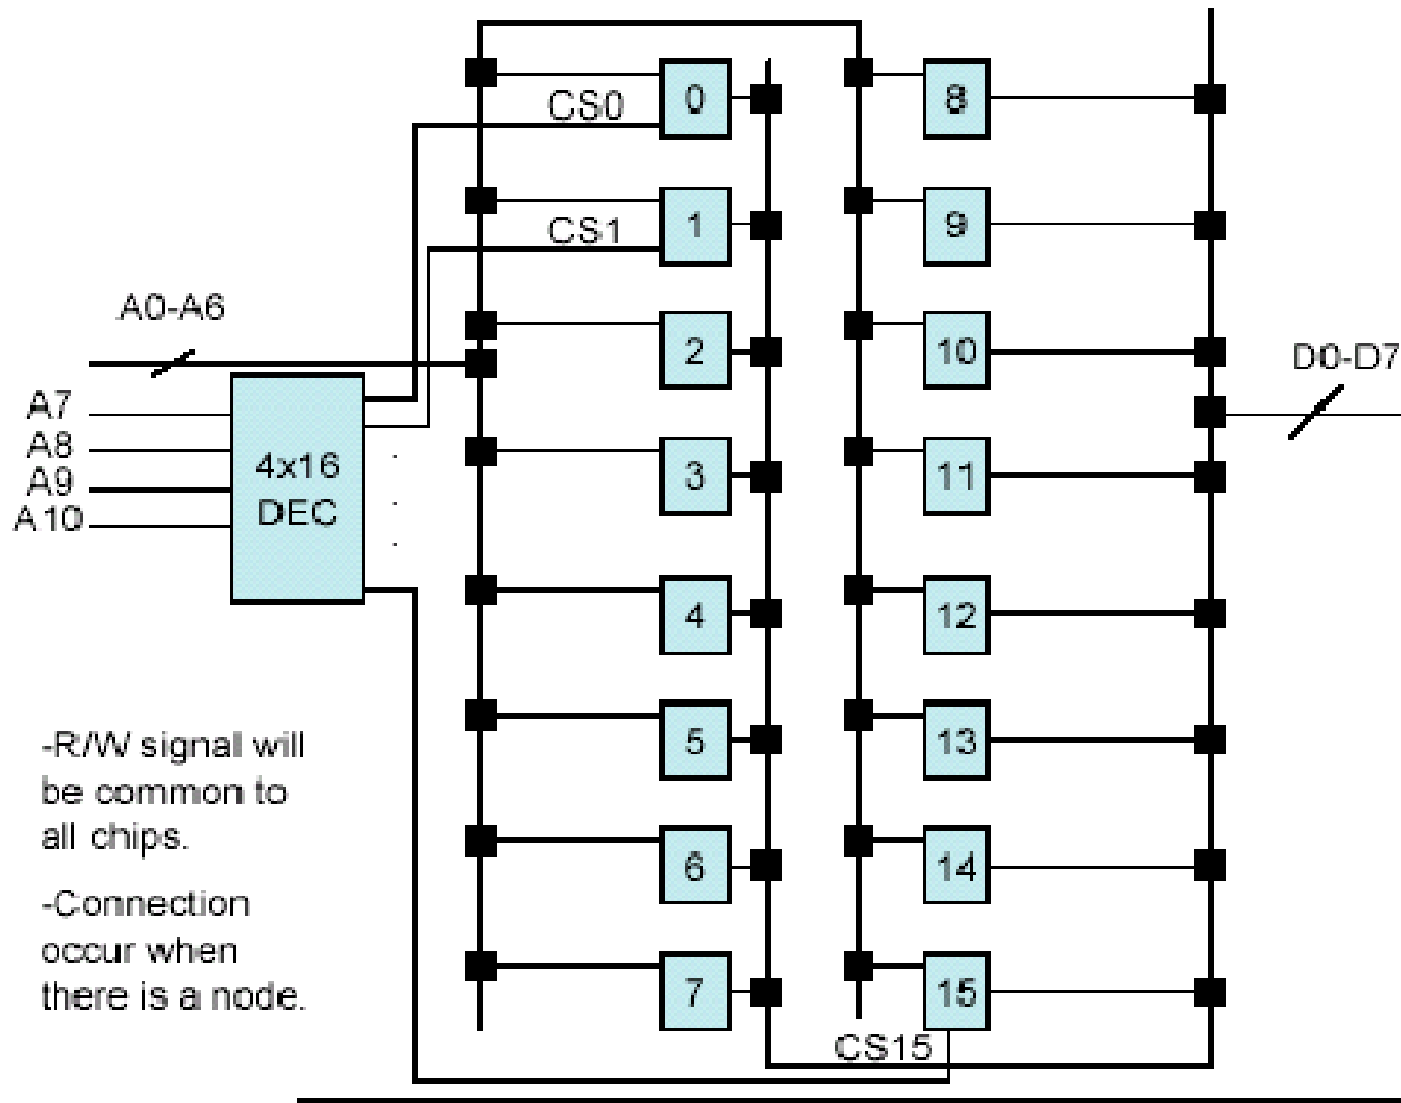 0
8
CS0
1
9
CS1
A0-A6
2
10
D0-D7
A7
A8
A9
A10
4x16
DEC
3
11
4
12
5
13
-R/W signal will
be common to
all chips.
6
14
-Connection
occur when
there is a node.
7
15
CS15